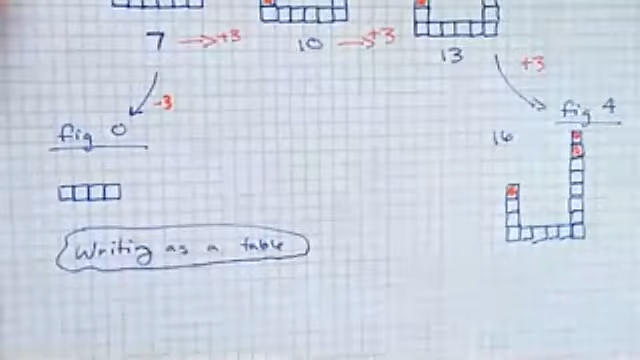 7 → +3 10 → +3 13
+3
-3
fig 0
fig 4
16
Writing as a table